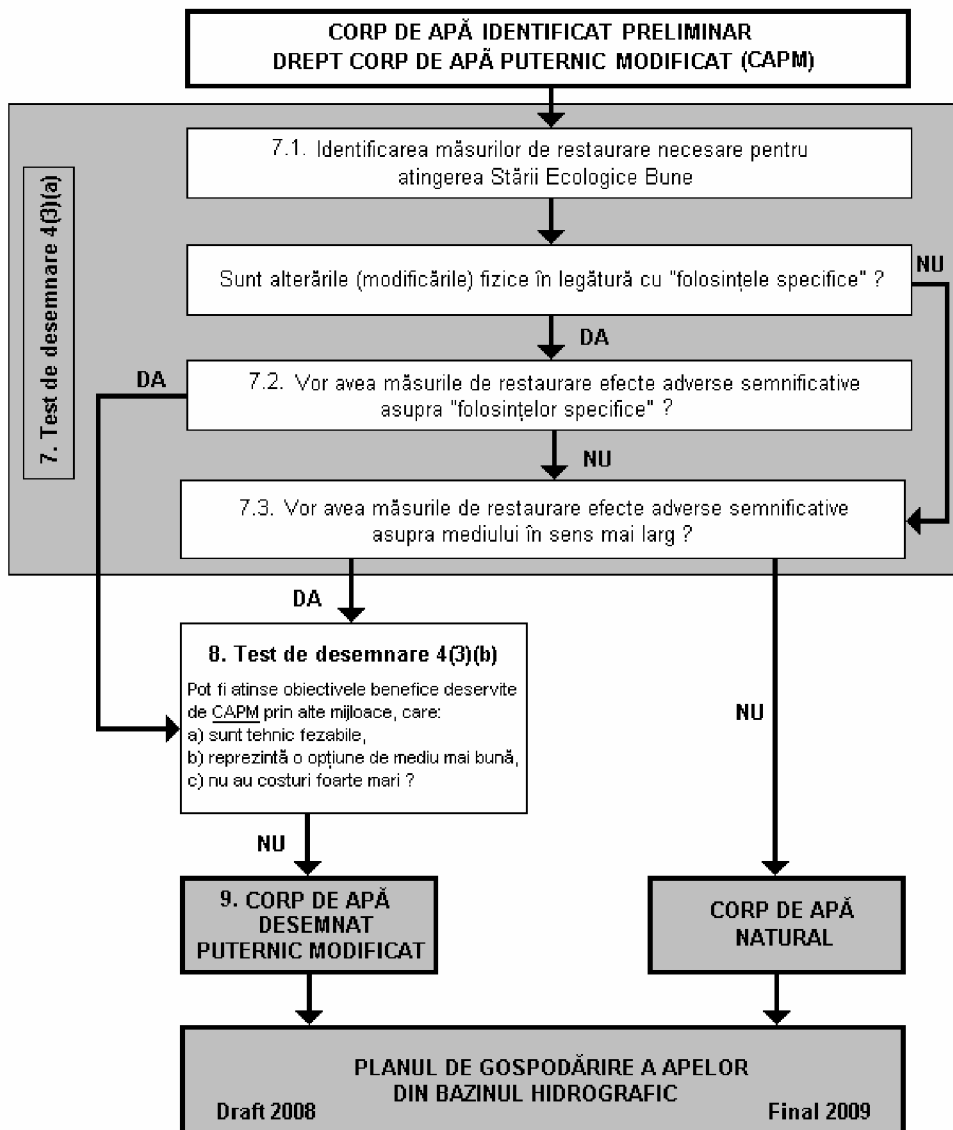 CORP DE APĂ IDENTIFICAT PRELIMINAR
DREPT CORP DE APĂ PUTERNIC MODIFICAT (CAPM)
7. Test de desemnare 4(3)(a)
7.1. Identificarea măsurilor de restaurare necesare pentru
atingerea Stării Ecologice Bune
Sunt alterările (modificările) fizice în legătură cu "folosințele specifice" ?
NU
DA
7.2. Vor avea măsurile de restaurare efecte adverse semnificative
asupra "folosințelor specifice" ?
DA
NU
7.3. Vor avea măsurile de restaurare efecte adverse semnificative
asupra mediului în sens mai larg ?
DA
8. Test de desemnare 4(3)(b)
Pot fi atinse obiectivele benefice deservite
de CAPM prin alte mijloace, care:
a) sunt tehnic fezabile,
b) reprezintă o opțiune de mediu mai bună,
c) nu au costuri foarte mari ?
NU
NU
9. CORP DE APĂ
DESEMNAT
PUTERNIC MODIFICAT
CORP DE APĂ
NATURAL
PLANUL DE GOSPODĂRIRE A APELOR
DIN BAZINUL HIDROGRAFIC
Draft 2008
Final 2009